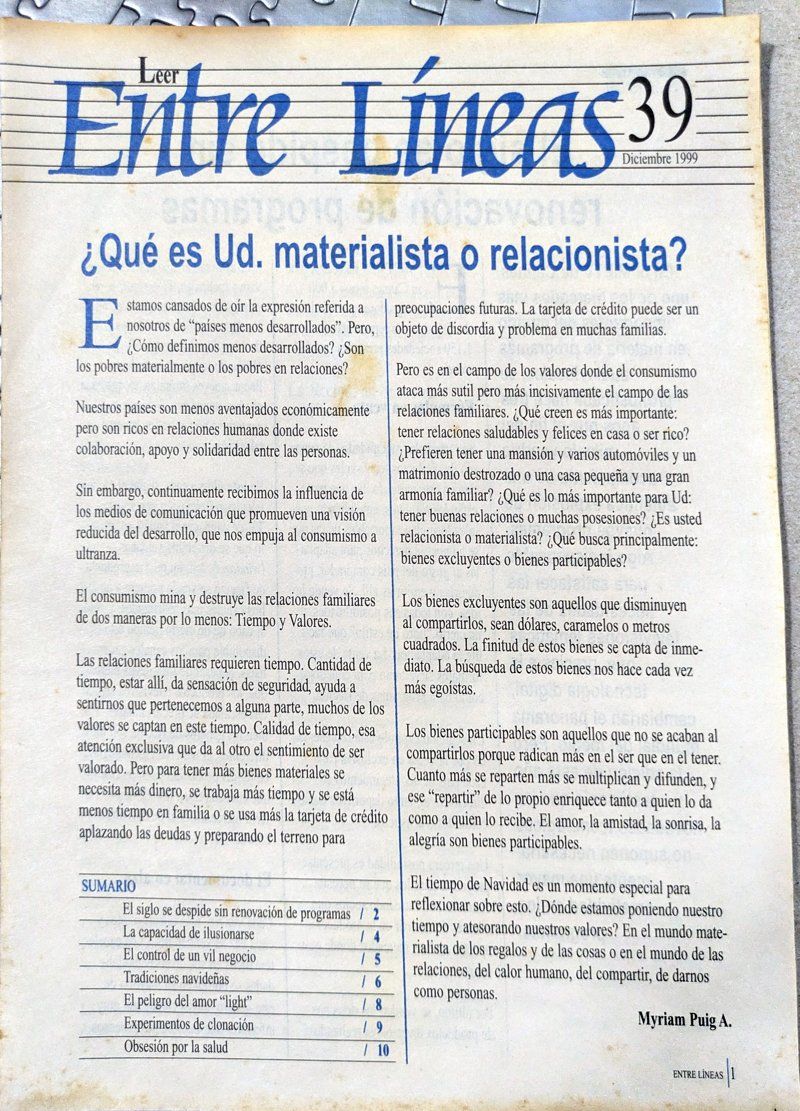 Leer
Entre Líneas
39
Diciembre 1999
¿Qué es Ud. materialista o relacionista?
Estamos cansados de oír la expresión referida a
nosotros de “países menos desarrollados”. Pero,
¿Cómo definimos menos desarrollados? ¿Son
los pobres materialmente o los pobres en relaciones?
Nuestros países son menos aventajados económicamente
pero son ricos en relaciones humanas donde existe
colaboración, apoyo y solidaridad entre las personas.
Sin embargo, continuamente recibimos la influencia de
los medios de comunicación que promueven una visión
reducida del desarrollo, que nos empuja al consumismo a
ultranza.
El consumismo mina y destruye las relaciones familiares
de dos maneras por lo menos: Tiempo y Valores.
Las relaciones familiares requieren tiempo. Cantidad de
tiempo, estar allí, da sensación de seguridad, ayuda a
sentirnos que pertenecemos a alguna parte, muchos de los
valores se captan en este tiempo. Calidad de tiempo, esa
atención exclusiva que da al otro el sentimiento de ser
valorado. Pero para tener más bienes materiales se
necesita más dinero, se trabaja más tiempo y se está
menos tiempo en familia o se usa más la tarjeta de crédito
aplazando las deudas y preparando el terreno para
preocupaciones futuras. La tarjeta de crédito puede ser un
objeto de discordia y problema en muchas familias.
Pero es en el campo de los valores donde el consumismo
ataca más sutil pero más incisivamente el campo de las
relaciones familiares. ¿Qué creen es más importante:
tener relaciones saludables y felices en casa o ser rico?
¿Prefieren tener una mansión y varios automóviles y un
matrimonio destrozado o una casa pequeña y una gran
armonía familiar? ¿Qué es lo más importante para Ud:
tener buenas relaciones o muchas posesiones? ¿Es usted
relacionista o materialista? ¿Qué busca principalmente:
bienes excluyentes o bienes participables?
Los bienes excluyentes son aquellos que disminuyen
al compartirlos, sean dólares, caramelos o metros
cuadrados. La finitud de estos bienes se capta de inme-
diato. La búsqueda de estos bienes nos hace cada vez
más egoistas.
Los bienes participables son aquellos que no se acaban al
compartirlos porque radican más en el ser que en el tener.
Cuanto más se reparten más se multiplican y difunden, y
ese “repartir” de lo propio enriquece tanto a quien lo da
como a quien lo recibe. El amor, la amistad, la sonrisa, la
alegría son bienes participables.
El tiempo de Navidad es un momento especial para
reflexionar sobre esto. ¿Dónde estamos poniendo nuestro
tiempo y atesorando nuestros valores? En el mundo mate-
rialista de los regalos y de las cosas o en el mundo de las
relaciones, del calor humano, del compartir, de darnos
como personas.
Myriam Puig A.
SUMARIO
El siglo se despide sin renovación de programas / 2
La capacidad de ilusionarse / 4
El control de un vil negocio / 5
Tradiciones navideñas / 6
El peligro del amor “light” / 8
Experimentos de clonación / 9
Obsesión por la salud / 10
ENTRE LÍNEAS 1